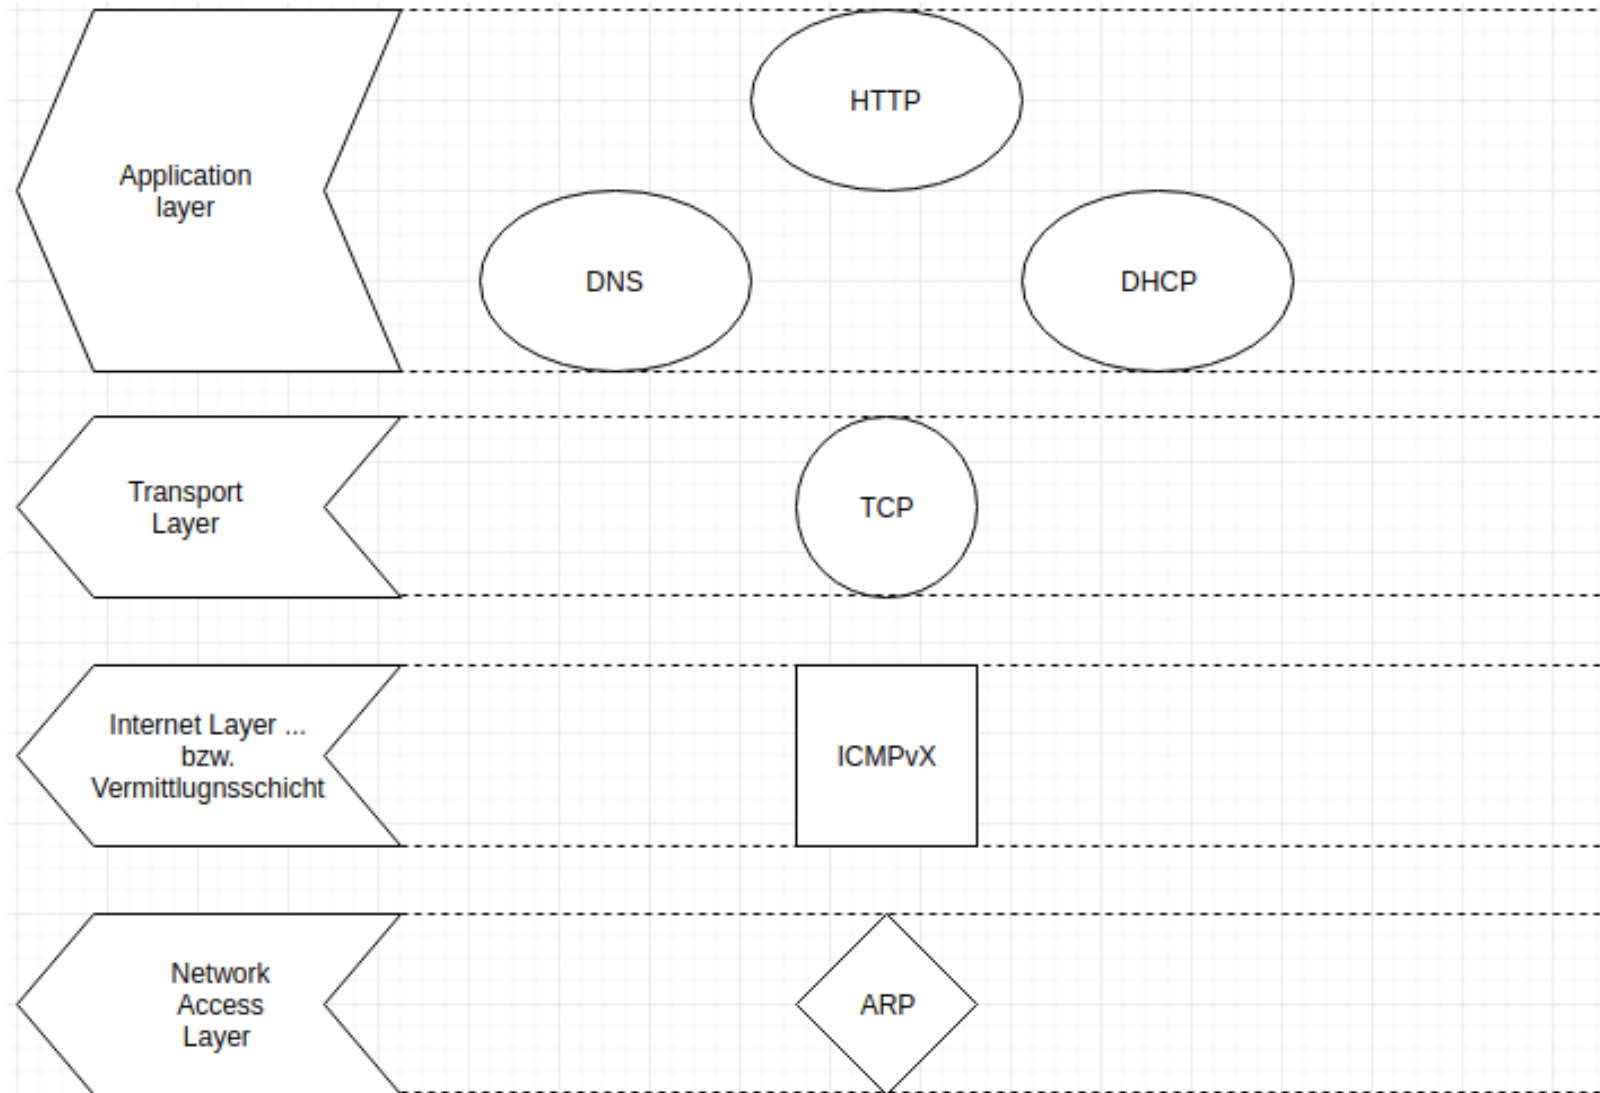 HTTP
Application
layer
DNS
DHCP
Transport
Layer
TCP
Internet Layer ...
bzw.
Vermittlugnsschicht
ICMPvX
Network
Access
Layer
ARP